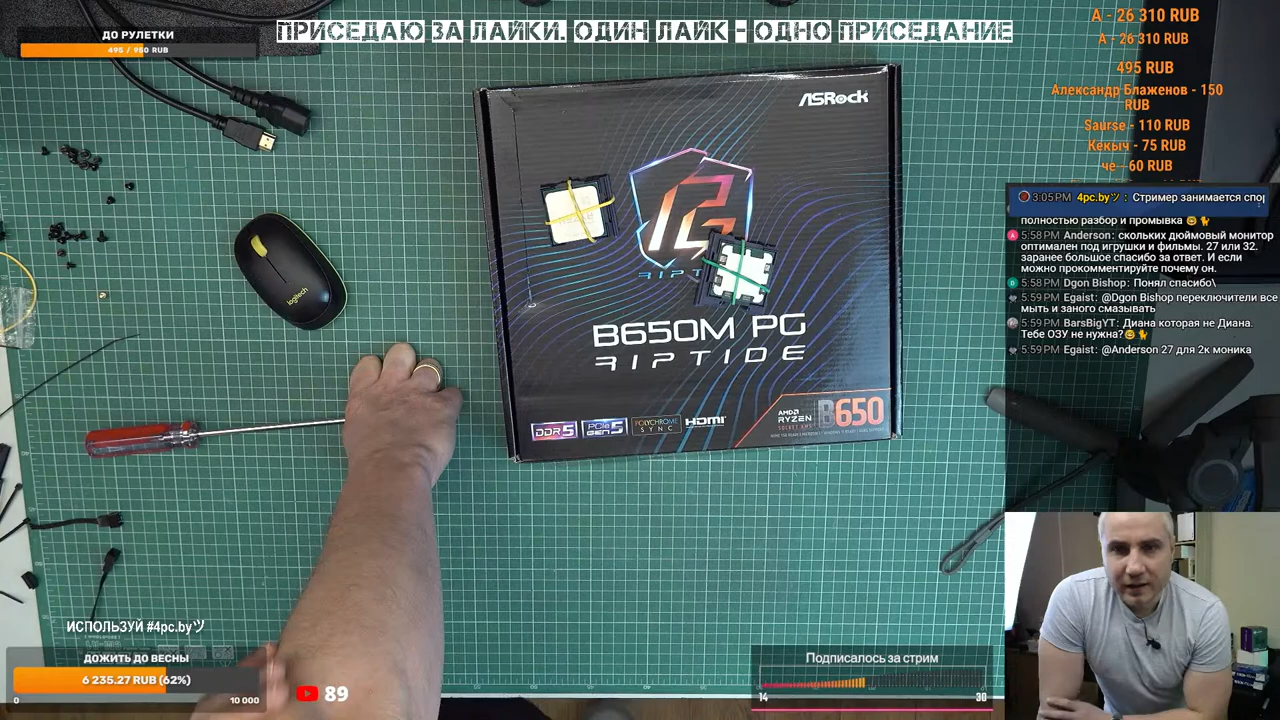 ПРИСЕДАЮ ЗА ЛАЙКИ. ОДИН ЛАЙК - ОДНО ПРИСЕДАНИЕ
ДО РУЛЕТКИ
495 / 950 RUB
A - 26 310 RUB
A - 26 310 RUB
495 RUB
Александр Блаженов - 150
RUB
Saurse - 110 RUB
Кекыч - 75 RUB
че - 60 RUB
3:05 PM 4pc.byツ : Стример занимается спор
полностью разбор и промывка
5:58 PM Anderson: скольких дюймовый монитор
оптимален под игрушки и фильмы. 27 или 32.
заранее большое спасибо за ответ. И если
можно прокомментируйте почему он.
5:58 PM Dgon Bishop: Понял спасибо\
5:59 PM Egaist: @Dgon Bishop переключатели все
мыть и заного смазывать
5:59 PM BarsBigYT: Диана которая не Диана.
Тебе ОЗУ не нужна?
5:59 PM Egaist: @Anderson 27 для 2к моника
ASRock
RIPT
B650M PG
RIPTIDE
DDR5
PCIe GEN5
POLYCHROME
SYNC
HDMI
AMD
RYZEN
SOCKET AM5
B650
logitech
ИСПОЛЬЗУЙ #4pc.byツ
ДОЖИТЬ ДО ВЕСНЫ
6 235.27 RUB (62%)
0
10 000
89
Подписалось за стрим
14
30